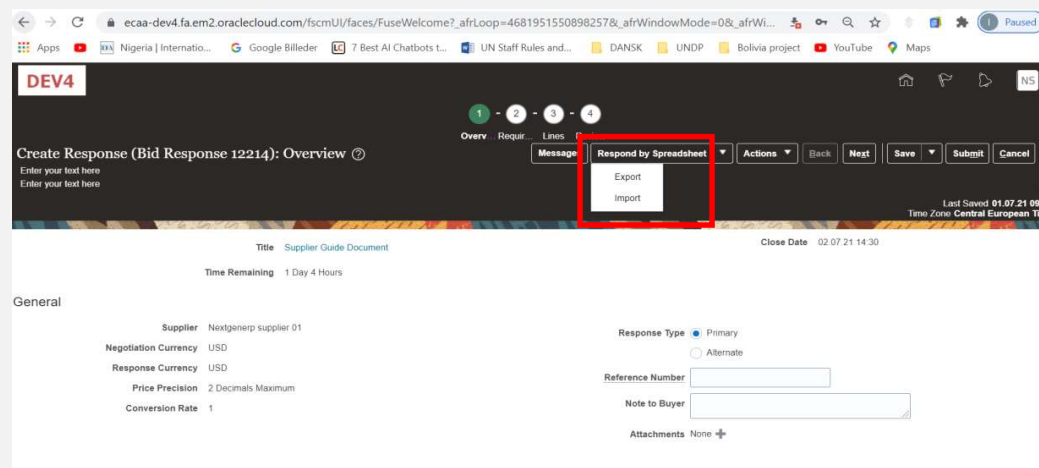 ecaa-dev4.fa.em2.oraclecloud.com/fscmUI/faces/FuseWelcome?_afrLoop=4681951550898257&_afrWindowMode=0&_afrWi...
Paused
Apps Nigeria | Internatio... Google Billeder 7 Best AI Chatbots t... UN Staff Rules and... DANSK UNDP Bolivia project YouTube Maps
DEV4
NS
1 - 2 - 3 - 4
Overv... Requir... Lines
Create Response (Bid Response 12214): Overview
Message Respond by Spreadsheet Actions Back Next Save Submit Cancel
Enter your text here
Enter your text here
Export
Import
Last Saved 01.07.21 09
Time Zone Central European Ti
Title Supplier Guide Document
Close Date 02.07.21 14:30
Time Remaining 1 Day 4 Hours
General
Supplier Nextgenerp supplier 01
Negotiation Currency USD
Response Currency USD
Price Precision 2 Decimals Maximum
Conversion Rate 1
Response Type Primary
Alternate
Reference Number
Note to Buyer
Attachments None